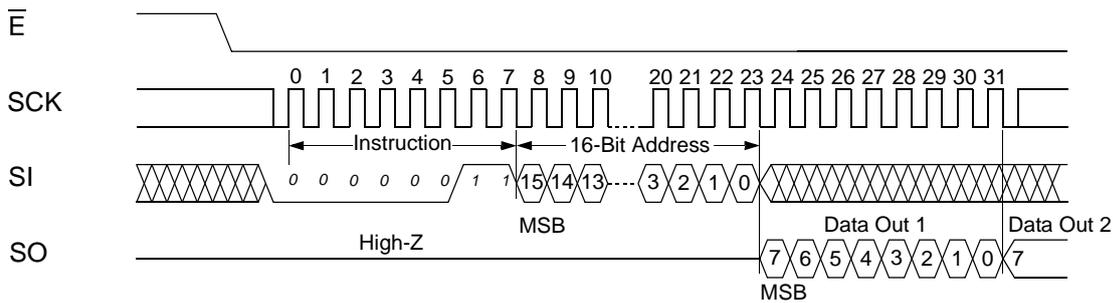 E
SCK
0 1 2 3 4 5 6 7 8 9 10 20 21 22 23 24 25 26 27 28 29 30 31
Instruction 16-Bit Address
SI
0 0 0 0 0 0 1 1 15 14 13 3 2 1 0
MSB
High-Z
Data Out 1 Data Out 2
SO
7 6 5 4 3 2 1 0 7
MSB